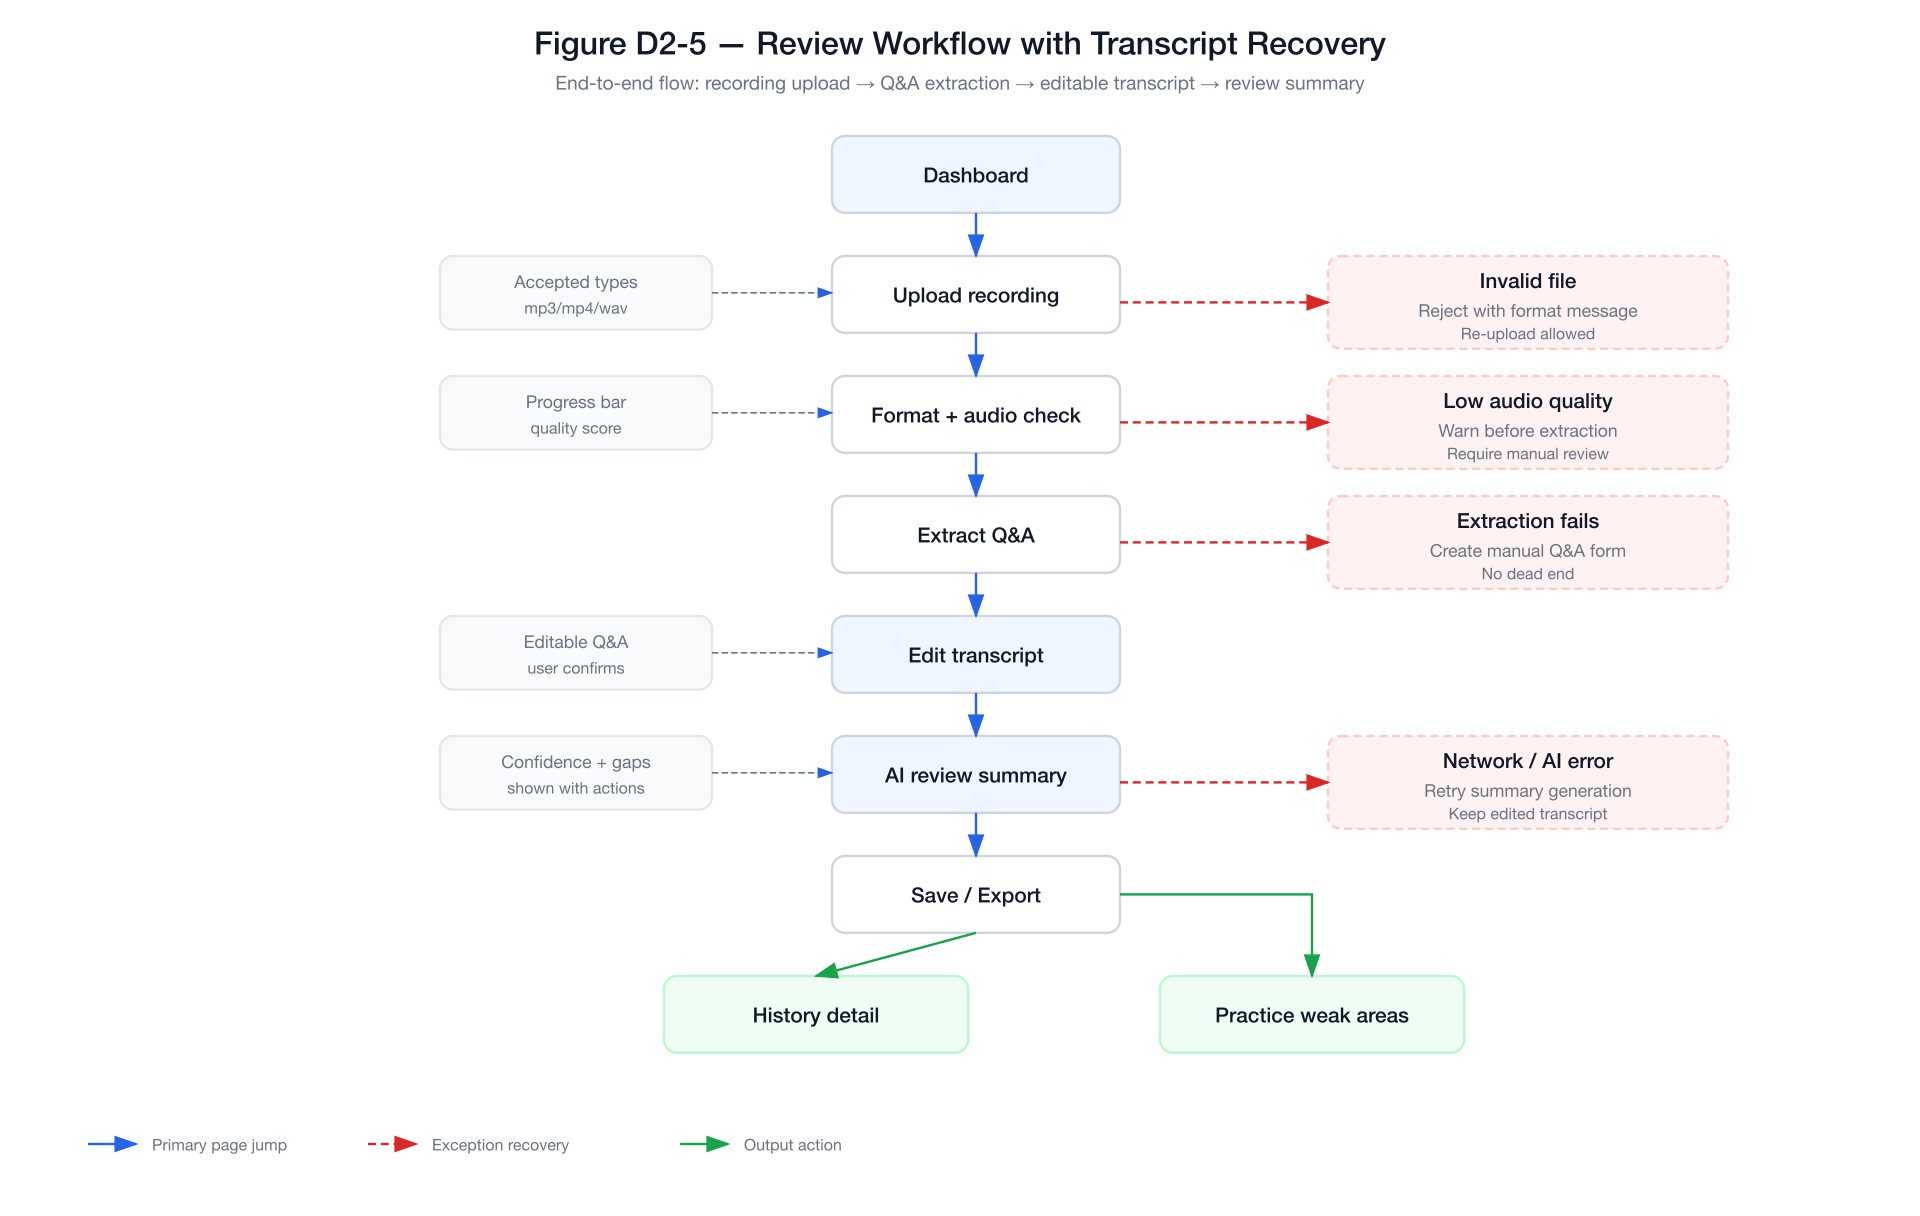 Figure D2-5 — Review Workflow with Transcript Recovery
End-to-end flow: recording upload → Q&A extraction → editable transcript → review summary
Dashboard
Accepted types
mp3/mp4/wav
Upload recording
Invalid file
Reject with format message
Re-upload allowed
Progress bar
quality score
Format + audio check
Low audio quality
Warn before extraction
Require manual review
Extract Q&A
Extraction fails
Create manual Q&A form
No dead end
Editable Q&A
user confirms
Edit transcript
Confidence + gaps
shown with actions
AI review summary
Network / AI error
Retry summary generation
Keep edited transcript
Save / Export
History detail
Practice weak areas
Primary page jump
Exception recovery
Output action